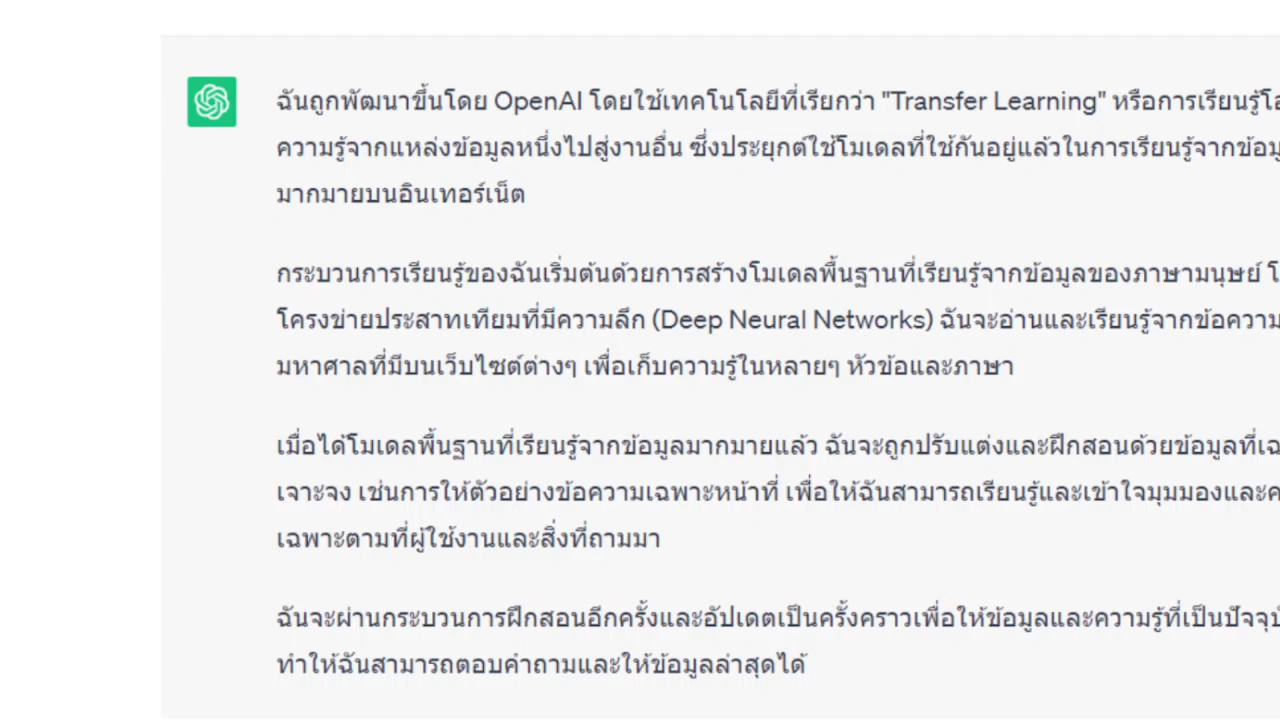 ฉันถูกพัฒนาขึ้นโดย OpenAI โดยใช้เทคโนโลยีที่เรียกว่า "Transfer Learning" หรือการเรียนรู้
ความรู้จากแหล่งข้อมูลหนึ่งไปสู่งานอื่น ซึ่งประยุกต์ใช้โมเดลที่ใช้กันอยู่แล้วในการเรียนรู้จาก
มากมายบนอินเทอร์เน็ต
กระบวนการเรียนรู้ของฉันเริ่มต้นด้วยการสร้างโมเดลพื้นฐานที่เรียนรู้จากข้อมูลของภาษามนุษย์
โครงข่ายประสาทเทียมที่มีความลึก (Deep Neural Networks) ฉันจะอ่านและเรียนรู้จากข้อความ
มหาศาลที่มีบนเว็บไซต์ต่างๆ เพื่อเก็บความรู้ในหลายๆ หัวข้อและภาษา
เมื่อได้โมเดลพื้นฐานที่เรียนรู้จากข้อมูลมากมายแล้ว ฉันจะถูกปรับแต่งและฝึกสอนด้วยข้อมูลที่
เจาะจง เช่นการให้ตัวอย่างข้อความเฉพาะหน้าที่ เพื่อให้ฉันสามารถเรียนรู้และเข้าใจมุมมองและ
เฉพาะตามที่ผู้ใช้งานและสิ่งที่ถามมา
ฉันจะผ่านกระบวนการฝึกสอนอีกครั้งและอัปเดตเป็นครั้งคราวเพื่อให้ข้อมูลและความรู้ที่เป็น
ทำให้ฉันสามารถตอบคำถามและให้ข้อมูลล่าสุดได้